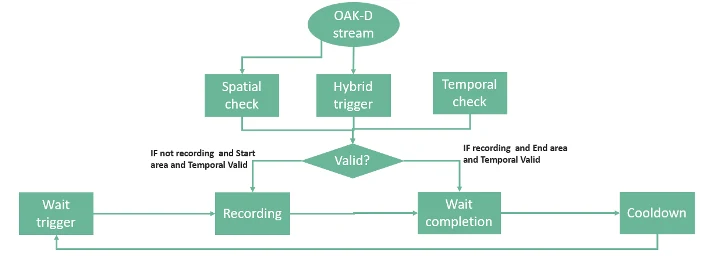 OAK-D
stream
Spatial
check
Hybrid
trigger
Temporal
check
IF not recording and Start
area and Temporal Valid
Valid?
IF recording and End area
and Temporal Valid
Wait
trigger
Recording
Wait
completion
Cooldown